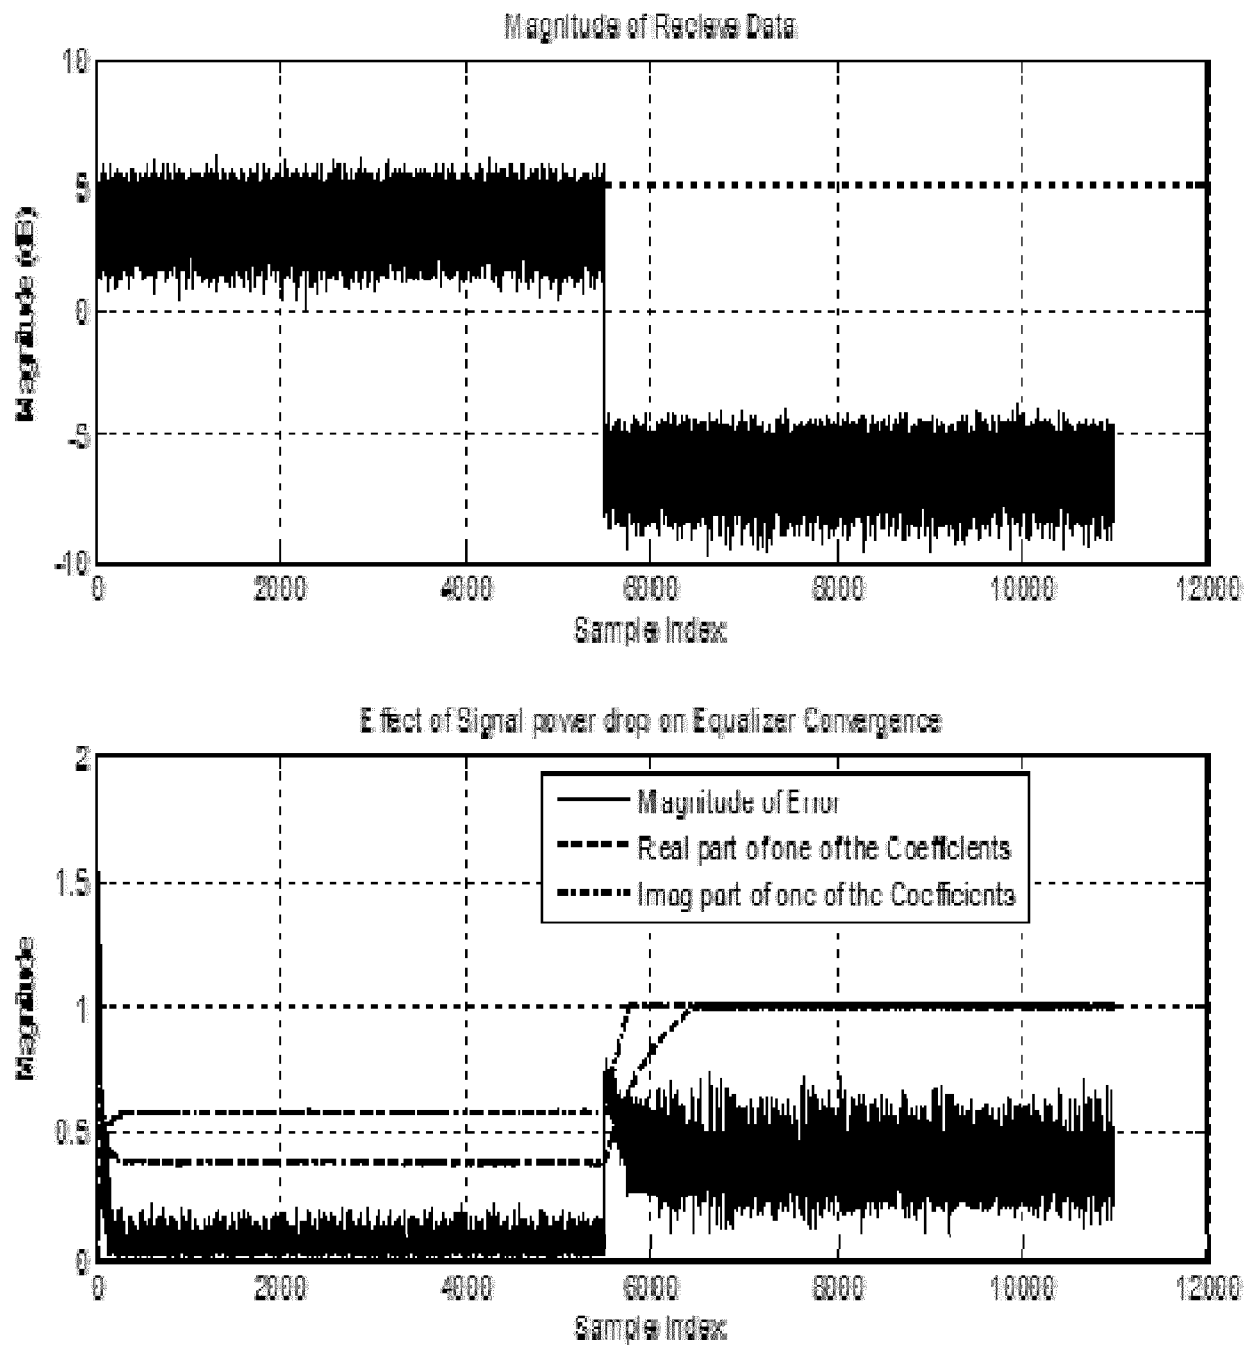 Magnitude of Recieve Data
10
5
0
-5
-10
Magnitude (dB)
0 2000 4000 6000 8000 10000 12000
Sample Index
Effect of Signal power drop on Equalizer Convergence
2
1.5
1
0.5
0
Magnitude
Magnitude of Error
Real part of one of the Coefficients
Imag part of one of the Coefficients
0 2000 4000 6000 8000 10000 12000
Sample Index